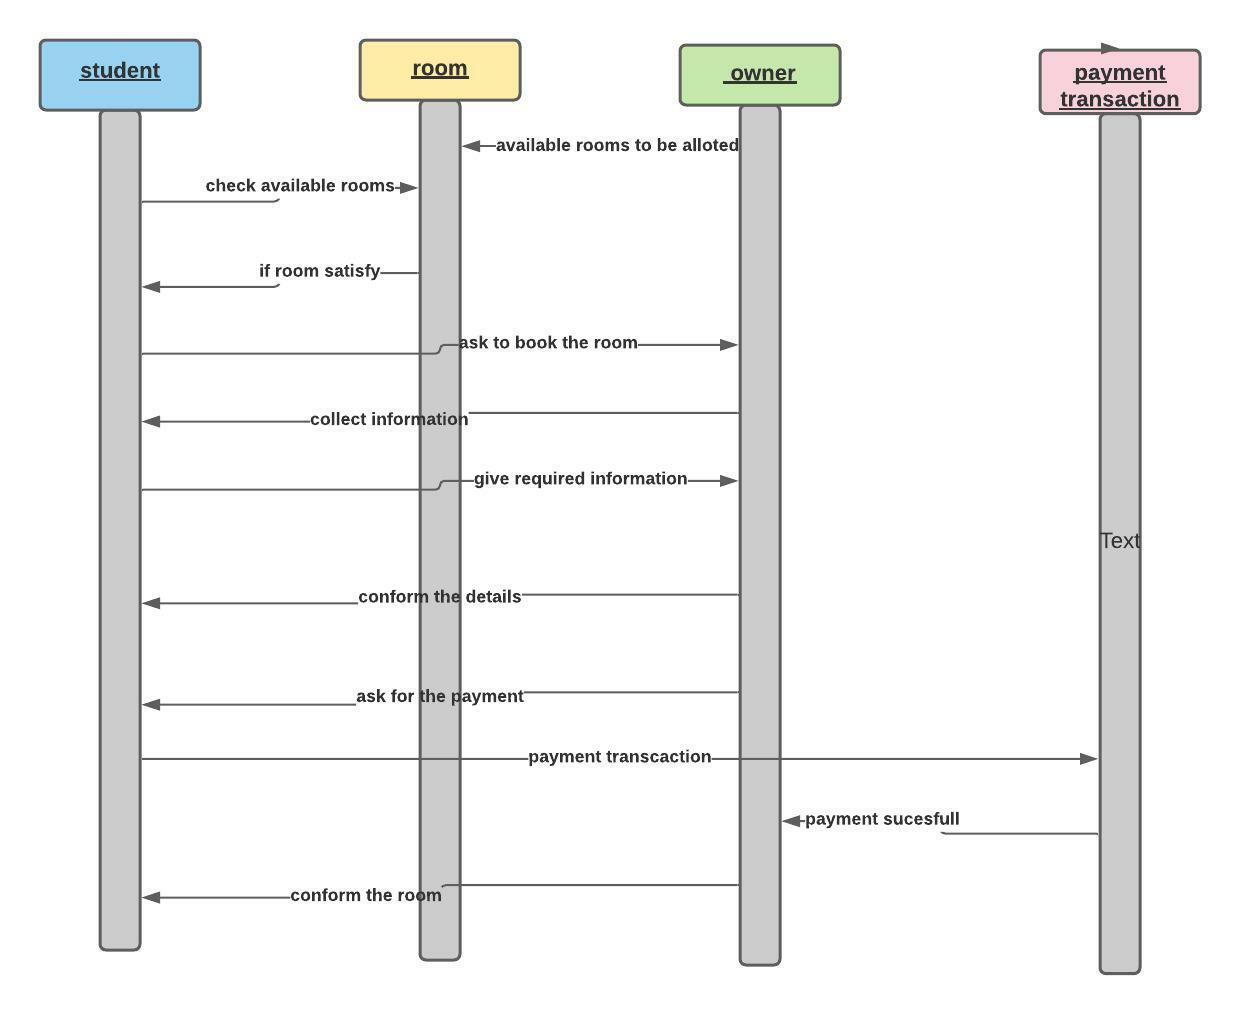 student
room
owner
payment
transaction
available rooms to be alloted
check available rooms
if room satisfy
ask to book the room
collect information
give required information
Text
conform the details
ask for the payment
payment transcaction
payment sucesfull
conform the room